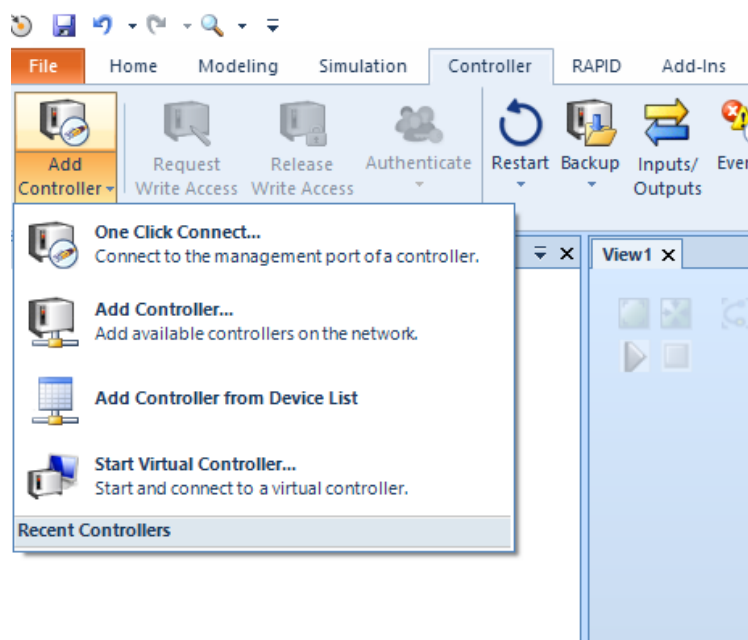 File Home Modeling Simulation Controller RAPID Add-Ins
Add Controller
Request Write Access
Release Write Access
Authenticate
Restart
Backup
Inputs/ Outputs
One Click Connect...
Connect to the management port of a controller.
Add Controller...
Add available controllers on the network.
Add Controller from Device List
Start Virtual Controller...
Start and connect to a virtual controller.
Recent Controllers
View1